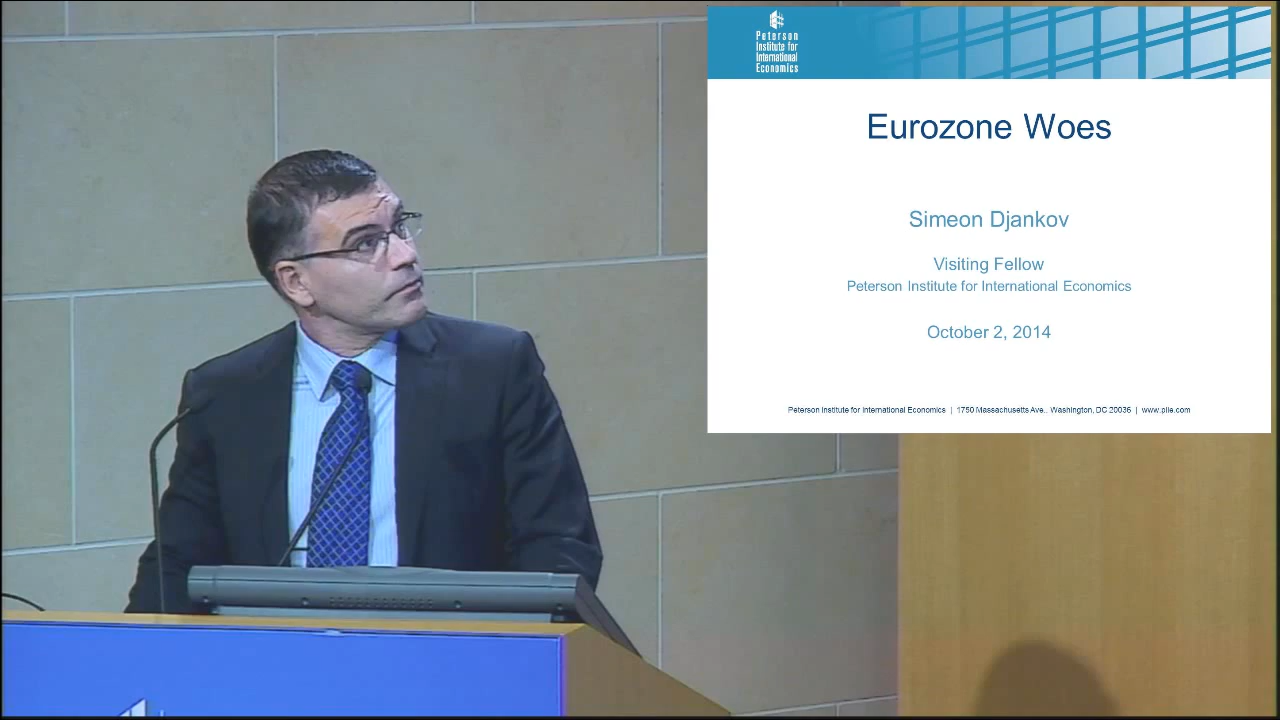 Peterson
Institute for
International
Economics
Eurozone Woes
Simeon Djankov
Visiting Fellow
Peterson Institute for International Economics
October 2, 2014
Peterson Institute for International Economics | 1750 Massachusetts Ave., Washington, DC 20036 | www.piie.com